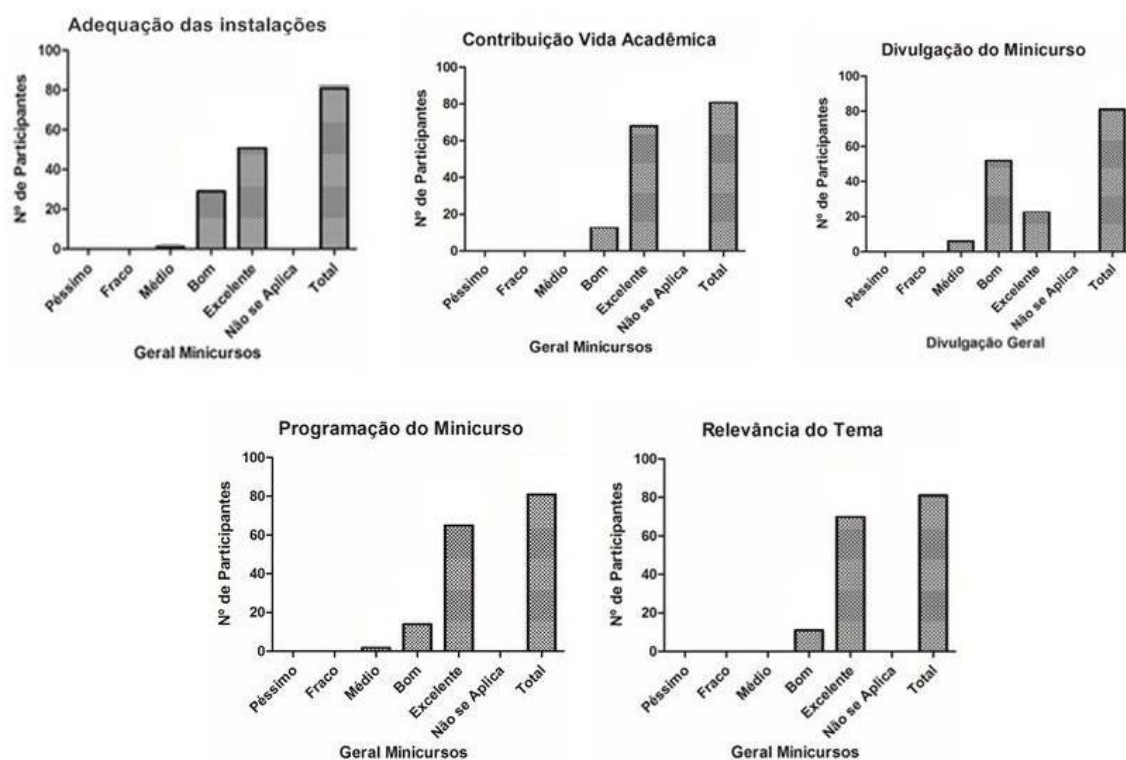 Adequação das instalações
Nº de Participantes
100
80
60
40
20
0
Péssimo
Fraco
Médio
Bom
Excelente
Não se Aplica
Total
Geral Minicursos
Contribuição Vida Acadêmica
Nº de Participantes
100
80
60
40
20
0
Péssimo
Fraco
Médio
Bom
Excelente
Não se Aplica
Total
Geral Minicursos
Divulgação do Minicurso
Nº de Participantes
100
80
60
40
20
0
Péssimo
Fraco
Médio
Bom
Excelente
Não se Aplica
Total
Divulgação Geral
Programação do Minicurso
Nº de Participantes
100
80
60
40
20
0
Péssimo
Fraco
Médio
Bom
Excelente
Não se Aplica
Total
Geral Minicursos
Relevância do Tema
Nº de Participantes
100
80
60
40
20
0
Péssimo
Fraco
Médio
Bom
Excelente
Não se Aplica
Total
Geral Minicursos